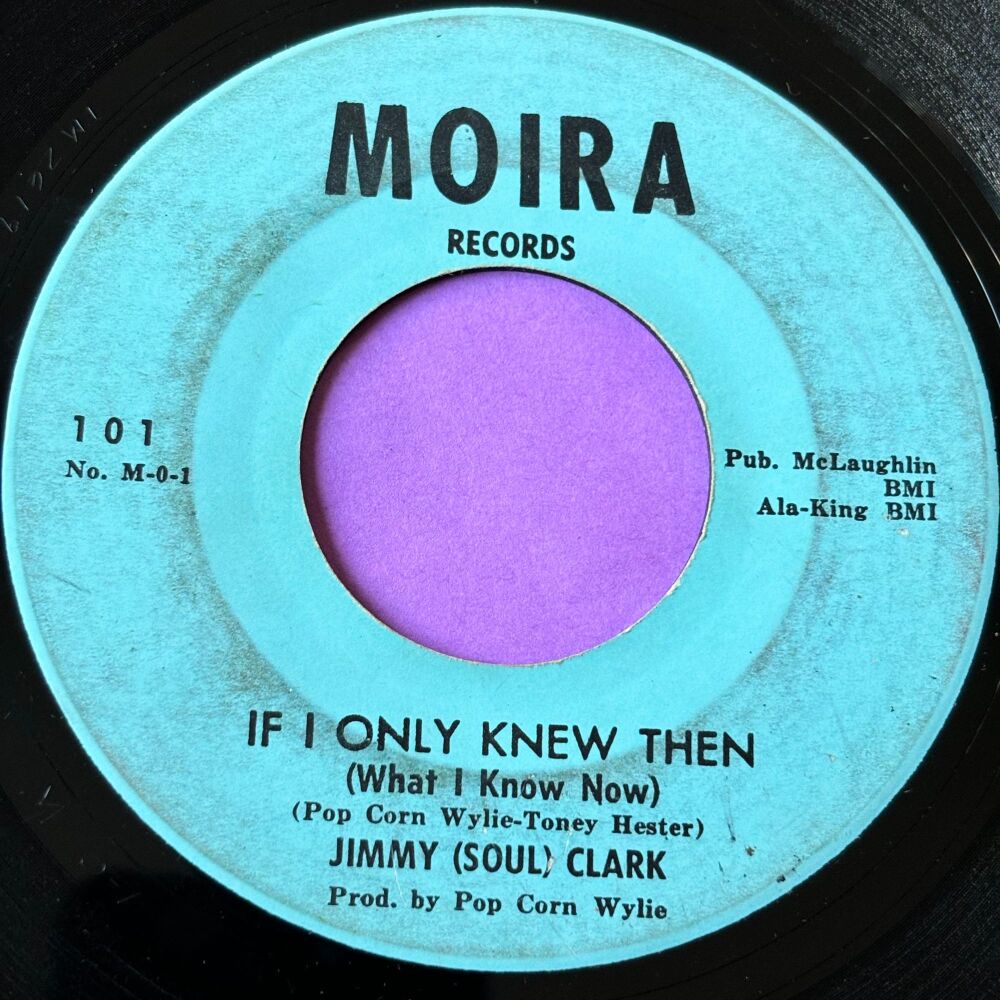 MOIRA
RECORDS
101
No. M-0-1
Pub. McLaughlin
BMI
Ala-King BMI
IF I ONLY KNEW THEN
(What I Know Now)
(Pop Corn Wylie-Toney Hester)
JIMMY (SOUL) CLARK
Prod. by Pop Corn Wylie